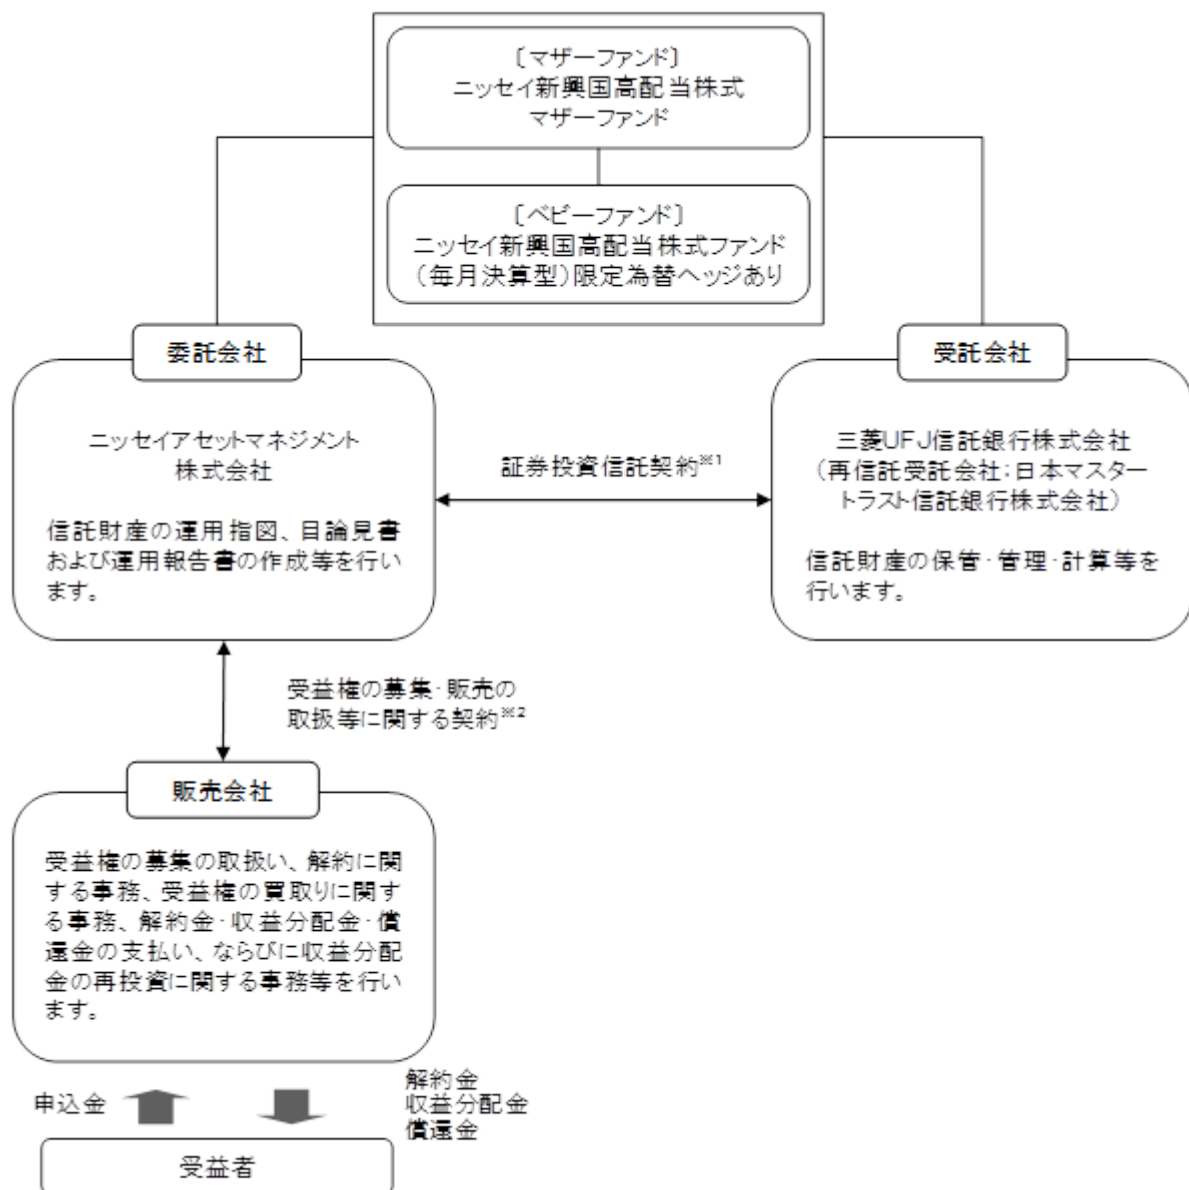 〔マザーファンド〕
ニッセイ新興国高配当株式
マザーファンド
〔ベビーファンド〕
ニッセイ新興国高配当株式ファンド
（毎月決算型）限定為替ヘッジあり
委託会社
受託会社
ニッセイアセットマネジメント
株式会社
信託財産の運用指図、目論見書
および運用報告書の作成等を行い
ます。
証券投資信託契約※1
三菱UFJ信託銀行株式会社
（再信託受託会社：日本マスター
トラスト信託銀行株式会社）
信託財産の保管・管理・計算等を
行います。
受益権の募集・販売の
取扱等に関する契約※2
販売会社
受益権の募集の取扱い、解約に関
する事務、受益権の買取りに関す
る事務、解約金・収益分配金・償
還金の支払い、ならびに収益分配
金の再投資に関する事務等を行い
ます。
申込金
解約金
収益分配金
償還金
受益者